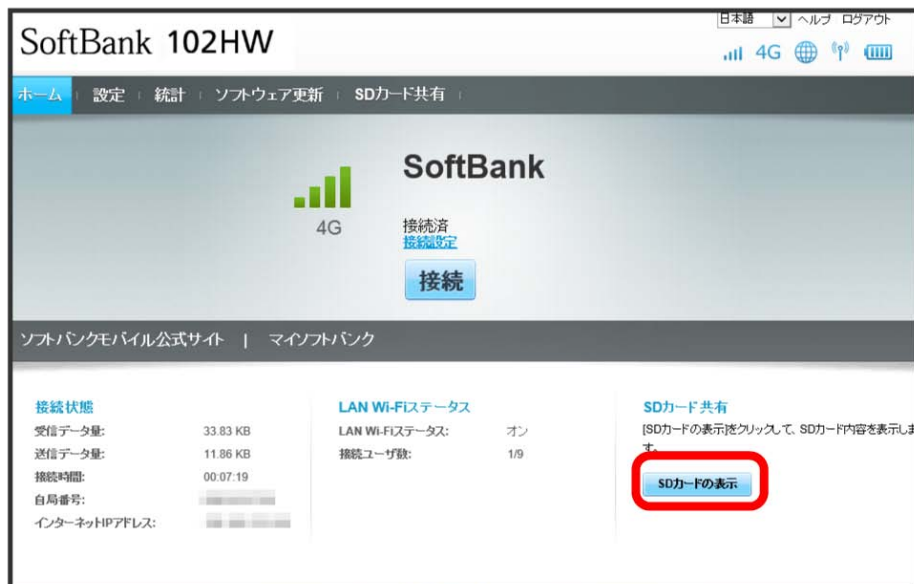 日本語 ヘルプ ログアウト
SoftBank 102HW
4G
ホーム 設定 統計 ソフトウェア更新 SDカード共有
SoftBank
4G
接続済
接続設定
接続
ソフトバンクモバイル公式サイト | マイソフトバンク
接続状態
受信データ量: 33.83 KB
送信データ量: 11.86 KB
接続時間: 00:07:19
自局番号:
インターネットIPアドレス:
LAN Wi-Fiステータス
LAN Wi-Fiステータス: オン
接続ユーザ数: 1/9
SDカード共有
[SDカードの表示]をクリックして、SDカード内容を表示しま
す。
SDカードの表示